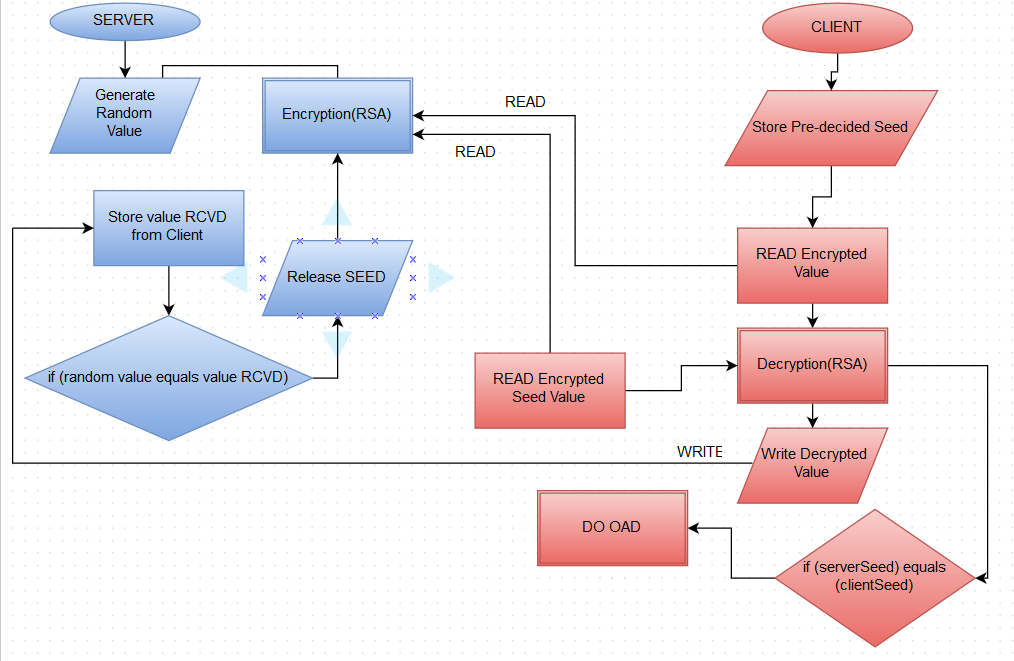 SERVER
CLIENT
Generate
Random
Value
Encryption(RSA)
READ
READ
Store Pre-decided Seed
Store value RCVD
from Client
Release SEED
READ Encrypted
Value
if (random value equals value RCVD)
READ Encrypted
Seed Value
Decryption(RSA)
WRITE
Write Decrypted
Value
DO OAD
if (serverSeed) equals
(clientSeed)